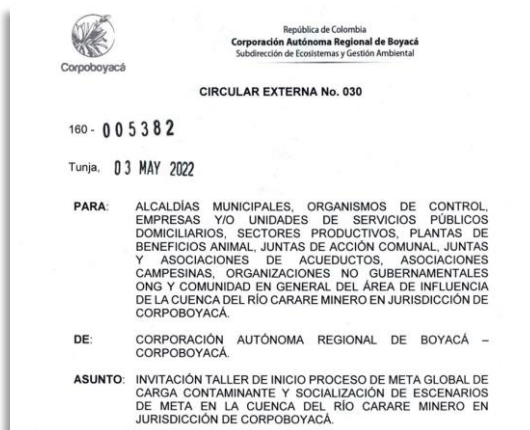 Corpoboyacá
República de Colombia
Corporación Autónoma Regional de Boyacá
Subdirección de Ecosistemas y Gestión Ambiental
CIRCULAR EXTERNA No. 030
160 - 005382
Tunja, 03 MAY 2022
PARA: ALCALDÍAS MUNICIPALES, ORGANISMOS DE CONTROL,
EMPRESAS Y/O UNIDADES DE SERVICIOS PÚBLICOS
DOMICILIARIOS, SECTORES PRODUCTIVOS, PLANTAS DE
BENEFICIOS ANIMAL, JUNTAS DE ACCIÓN COMUNAL, JUNTAS
Y ASOCIACIONES DE ACUEDUCTOS, ASOCIACIONES
CAMPESINAS, ORGANIZACIONES NO GUBERNAMENTALES
ONG Y COMUNIDAD EN GENERAL DEL ÁREA DE INFLUENCIA
DE LA CUENCA DEL RÍO CARARE MINERO EN JURISDICCIÓN DE
CORPOBOYACÁ.
DE: CORPORACIÓN AUTÓNOMA REGIONAL DE BOYACÁ –
CORPOBOYACÁ.
ASUNTO: INVITACIÓN TALLER DE INICIO PROCESO DE META GLOBAL DE
CARGA CONTAMINANTE Y SOCIALIZACIÓN DE ESCENARIOS
DE META EN LA CUENCA DEL RÍO CARARE MINERO EN
JURISDICCIÓN DE CORPOBOYACÁ.